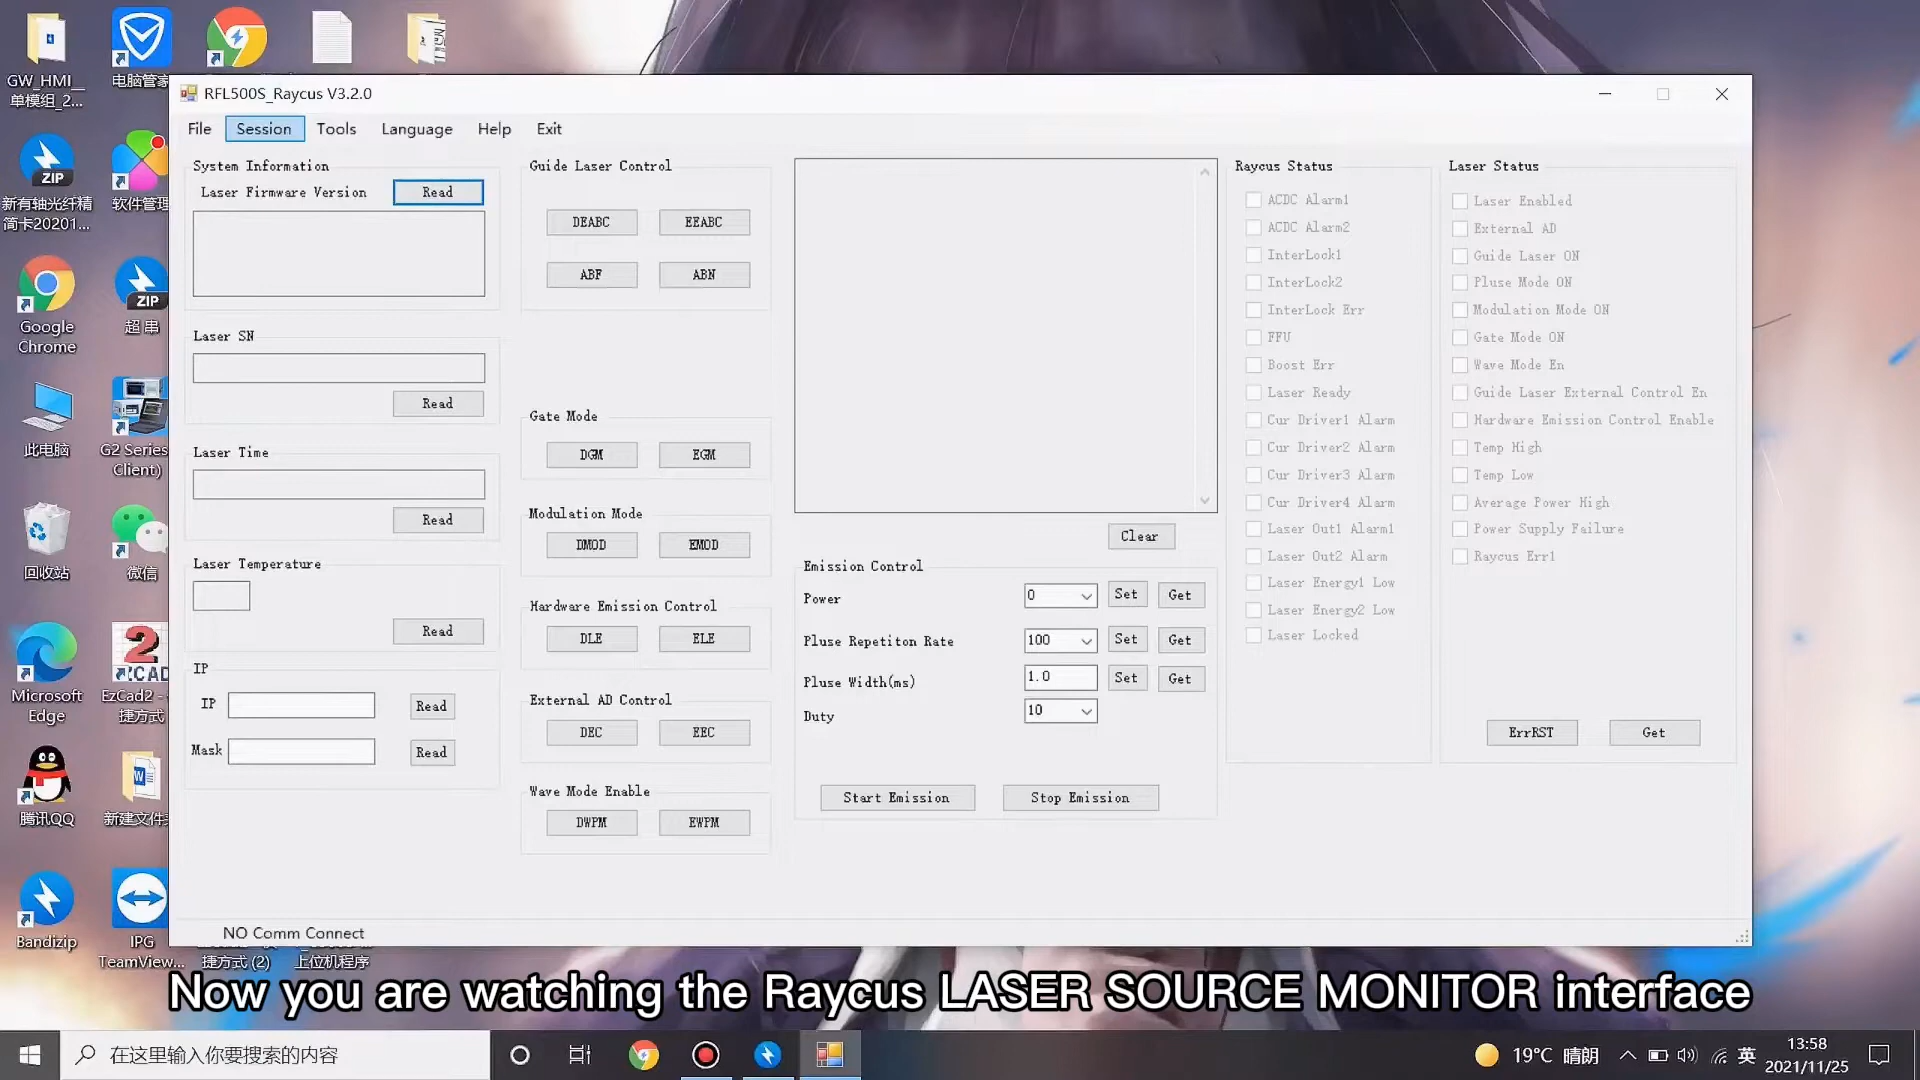 GW_HMI__
单模组_2...
电脑管家
RFL500S_Raycus V3.2.0
File Session Tools Language Help Exit
System Information
Laser Firmware Version Read
Laser SN
Read
Laser Time
Read
Laser Temperature
Read
IP
IP Read
Mask Read
Guide Laser Control
DEABC EEABC
ABF ABN
Gate Mode
DGM EGM
Modulation Mode
DMOD EMOD
Hardware Emission Control
DLE ELE
External AD Control
DEC EEC
Wave Mode Enable
DWPM EWPM
Clear
Emission Control
Power 0 Set Get
Pluse Repetiton Rate 100 Set Get
Pluse Width(ms) 1.0 Set Get
Duty 10
Start Emission Stop Emission
Raycus Status
ACDC Alarm1
ACDC Alarm2
InterLock1
InterLock2
InterLock Err
FFU
Boost Err
Laser Ready
Cur Driver1 Alarm
Cur Driver2 Alarm
Cur Driver3 Alarm
Cur Driver4 Alarm
Laser Out1 Alarm1
Laser Out2 Alarm
Laser Energy1 Low
Laser Energy2 Low
Laser Locked
Laser Status
Laser Enabled
External AD
Guide Laser ON
Pluse Mode ON
Modulation Mode ON
Gate Mode ON
Wave Mode En
Guide Laser External Control En
Hardware Emission Control Enable
Temp High
Temp Low
Average Power High
Power Supply Failure
Raycus Err1
ErrRST Get
NO Comm Connect
ZIP
新有轴光纤精
简卡20201...
软件管理
Google
Chrome
ZIP
超串
此电脑
G2 Series
Client)
回收站
微信
Microsoft
Edge
EzCad2 -
捷方式
腾讯QQ
新建文件夹
Bandizip
IPG
TeamView...
捷方式 (2)
上位机程序
Now you are watching the Raycus LASER SOURCE MONITOR interface
在这里输入你要搜索的内容
19°C 晴朗
英
13:58
2021/11/25